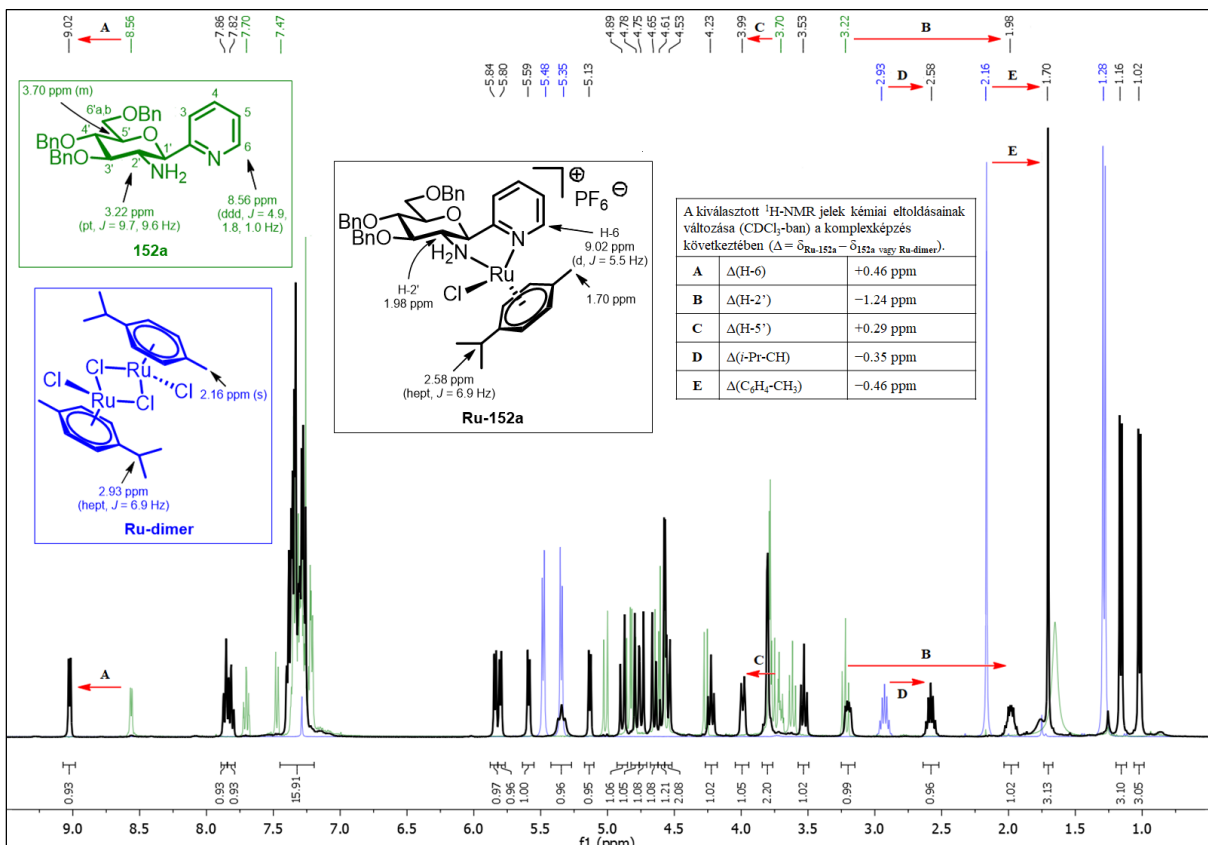 A
C
B
9.02
8.56
7.86
7.82
7.70
7.47
4.89
4.78
4.75
4.65
4.61
4.53
4.23
3.99
3.70
3.53
3.22
1.98
5.84
5.80
5.59
5.48
5.35
5.13
2.93
D
2.58
2.16
E
1.70
1.28
1.16
1.02
E
3.70 ppm (m)
6'a,b
OBn
4
3
5
6
4'
5'
O
BnO
BnO
1'
3'
2'
NH2
N
3.22 ppm
(pt, J = 9.7, 9.6 Hz)
8.56 ppm
(ddd, J = 4.9,
1.8, 1.0 Hz)
152a
Cl
Ru
Cl
Cl
Ru
Cl
2.16 ppm (s)
2.93 ppm
(hept, J = 6.9 Hz)
Ru-dimer
⊕
PF6 ⊖
OBn
O
BnO
BnO
N
H2N
Ru
Cl
H-6
9.02 ppm
(d, J = 5.5 Hz)
H-2'
1.98 ppm
1.70 ppm
2.58 ppm
(hept, J = 6.9 Hz)
Ru-152a
A kiválasztott 1H-NMR jelek kémiai eltoldásainak
változása (CDCl3-ban) a komplexképzés
következtében (Δ = δRu-152a – δ152a vagy Ru-dimer).
A Δ(H-6) +0.46 ppm
B Δ(H-2') −1.24 ppm
C Δ(H-5') +0.29 ppm
D Δ(i-Pr-CH) −0.35 ppm
E Δ(C6H4-CH3) −0.46 ppm
A
C
B
D
0.93
0.93
0.93
15.91
0.97
0.96
1.00
0.96
0.95
1.06
1.05
1.08
1.08
1.21
2.08
1.02
1.05
2.20
1.02
0.99
0.96
1.02
3.13
3.10
3.05
9.0 8.5 8.0 7.5 7.0 6.5 6.0 5.5 5.0 4.5 4.0 3.5 3.0 2.5 2.0 1.5 1.0
f1 (ppm)